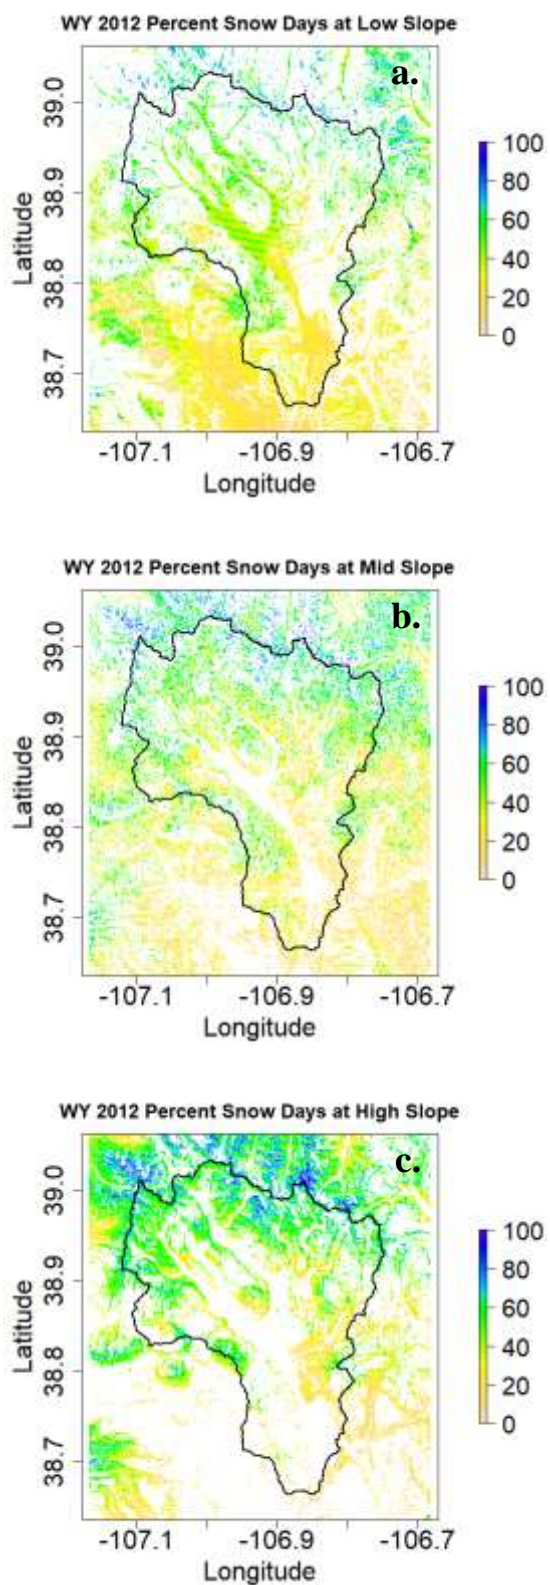 WY 2012 Percent Snow Days at Low Slope
a.
39.0
38.9
38.8
38.7
Latitude
100
80
60
40
20
0
-107.1 -106.9 -106.7
Longitude
WY 2012 Percent Snow Days at Mid Slope
b.
39.0
38.9
38.8
38.7
Latitude
100
80
60
40
20
0
-107.1 -106.9 -106.7
Longitude
WY 2012 Percent Snow Days at High Slope
c.
39.0
38.9
38.8
38.7
Latitude
100
80
60
40
20
0
-107.1 -106.9 -106.7
Longitude